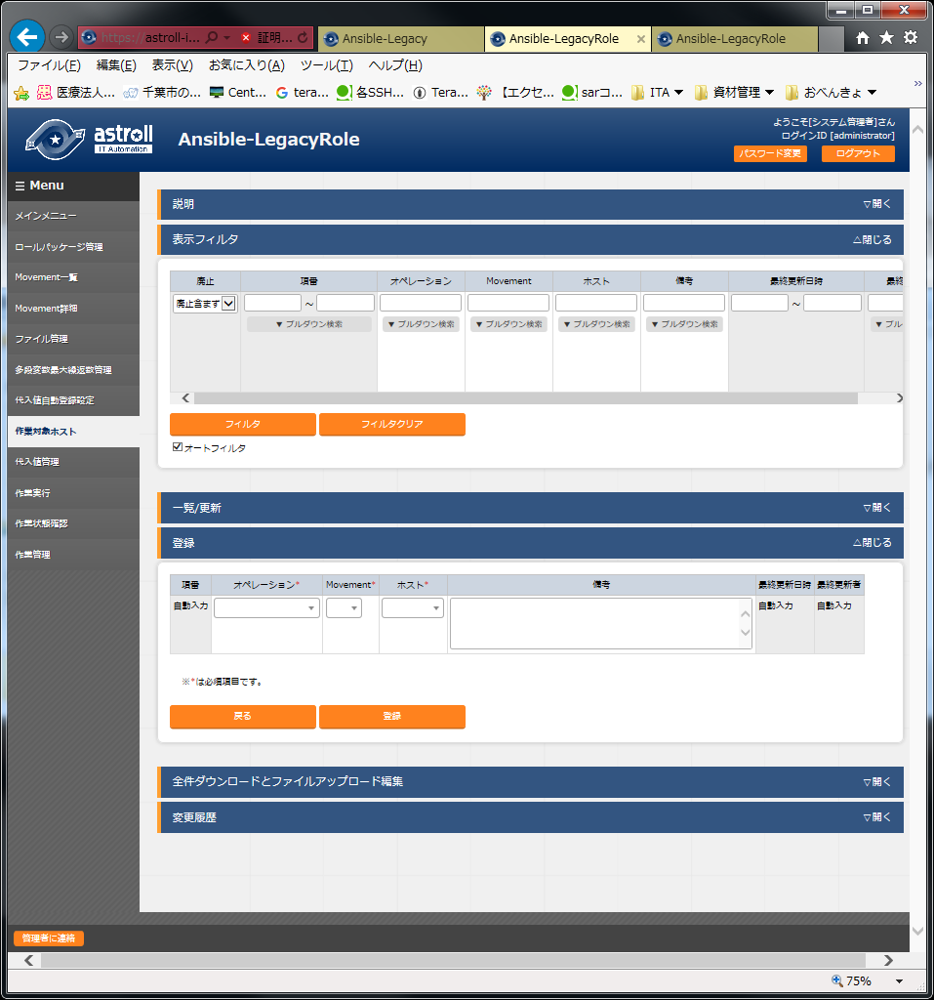 https://astroll-i... 証明...
Ansible-Legacy
Ansible-LegacyRole
Ansible-LegacyRole
ファイル(F) 編集(E) 表示(V) お気に入り(A) ツール(T) ヘルプ(H)
医療法人... 千葉市の... Cent... tera... 各SSH... Tera... 【エクセ... sarコ... ITA 資材管理 おべんきょ
astroll
IT Automation
Ansible-LegacyRole
ようこそ[システム管理者]さん
ログインID [administrator]
パスワード変更 ログアウト
Menu
メインメニュー
ロールパッケージ管理
Movement一覧
Movement詳細
ファイル管理
多段変数最大繰返数管理
代入値自動登録設定
作業対象ホスト
代入値管理
作業実行
作業状態確認
作業管理
説明 ▽開く
表示フィルタ △閉じる
廃止 項番 オペレーション Movement ホスト 備考 最終更新日時 最終
廃止含ます ~ ~
▼プルダウン検索 ▼プルダウン検索 ▼プルダウン検索 ▼プルダウン検索 ▼プルダウン検索 ▼プル
フィルタ フィルタクリア
オートフィルタ
一覧/更新 ▽開く
登録 △閉じる
項番 オペレーション* Movement* ホスト* 備考 最終更新日時 最終更新者
自動入力 自動入力 自動入力
※*は必須項目です。
戻る 登録
全件ダウンロードとファイルアップロード編集 ▽開く
変更履歴 ▽開く
管理者に連絡
75%